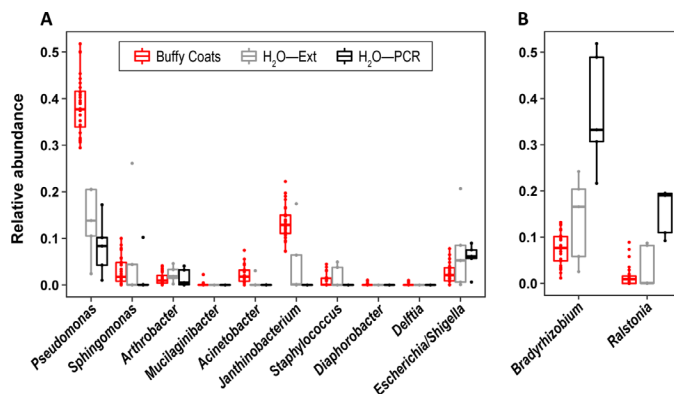 A
B
Buffy Coats
H₂O—Ext
H₂O—PCR
Relative abundance
0.5
0.4
0.3
0.2
0.1
0.0
Pseudomonas
Sphingomonas
Arthrobacter
Mucilaginibacter
Acinetobacter
Janthinobacterium
Staphylococcus
Diaphorobacter
Delftia
Escherichia/Shigella
0.5
0.4
0.3
0.2
0.1
0.0
Bradyrhizobium
Ralstonia